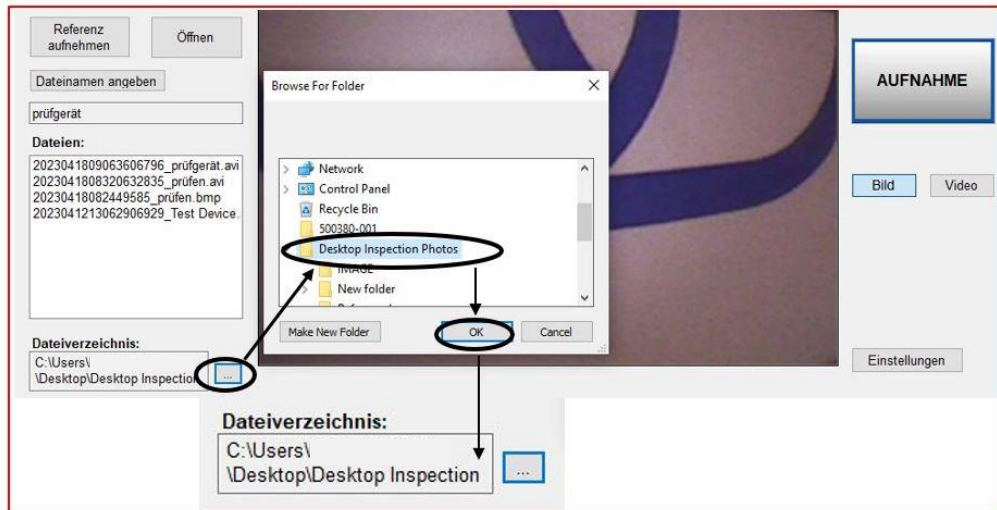 Referenz
aufnehmen
Öffnen
Dateinamen angeben
prüfgerät
Dateien:
2023041809063606796_prüfgerät.avi
2023041808320632835_prüfen.avi
20230418082449585_prüfen.bmp
2023041213062906929_Test Device.
Dateiverzeichnis:
C:\Users\
\Desktop\Desktop Inspection
...
Browse For Folder
Network
Control Panel
Recycle Bin
500380-001
Desktop Inspection Photos
IMAGE
New folder
Make New Folder
OK
Cancel
AUFNAHME
Bild
Video
Einstellungen
Dateiverzeichnis:
C:\Users\
\Desktop\Desktop Inspection
...